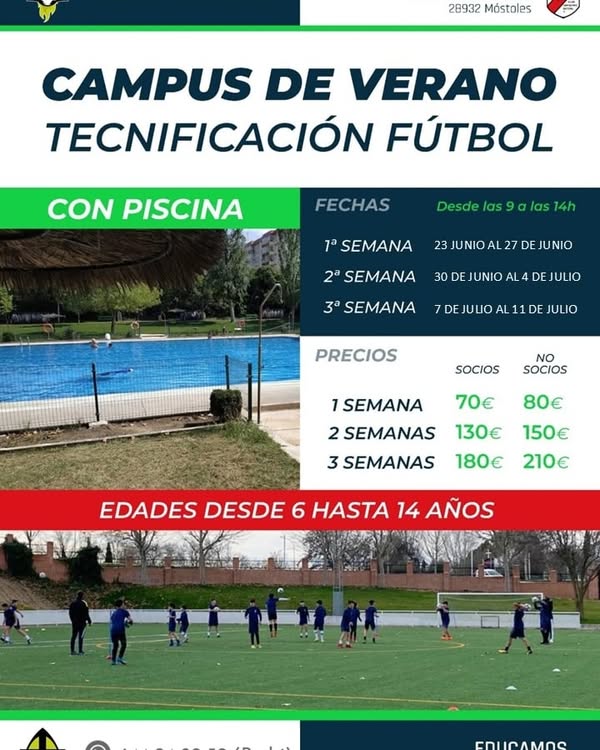 28932 Móstoles
CAMPUS DE VERANO
TECNIFICACIÓN FÚTBOL
CON PISCINA
FECHAS Desde las 9 a las 14h
1ª SEMANA 23 JUNIO AL 27 DE JUNIO
2ª SEMANA 30 DE JUNIO AL 4 DE JULIO
3ª SEMANA 7 DE JULIO AL 11 DE JULIO
PRECIOS SOCIOS NO SOCIOS
1 SEMANA 70€ 80€
2 SEMANAS 130€ 150€
3 SEMANAS 180€ 210€
EDADES DESDE 6 HASTA 14 AÑOS
EDUCAMOS